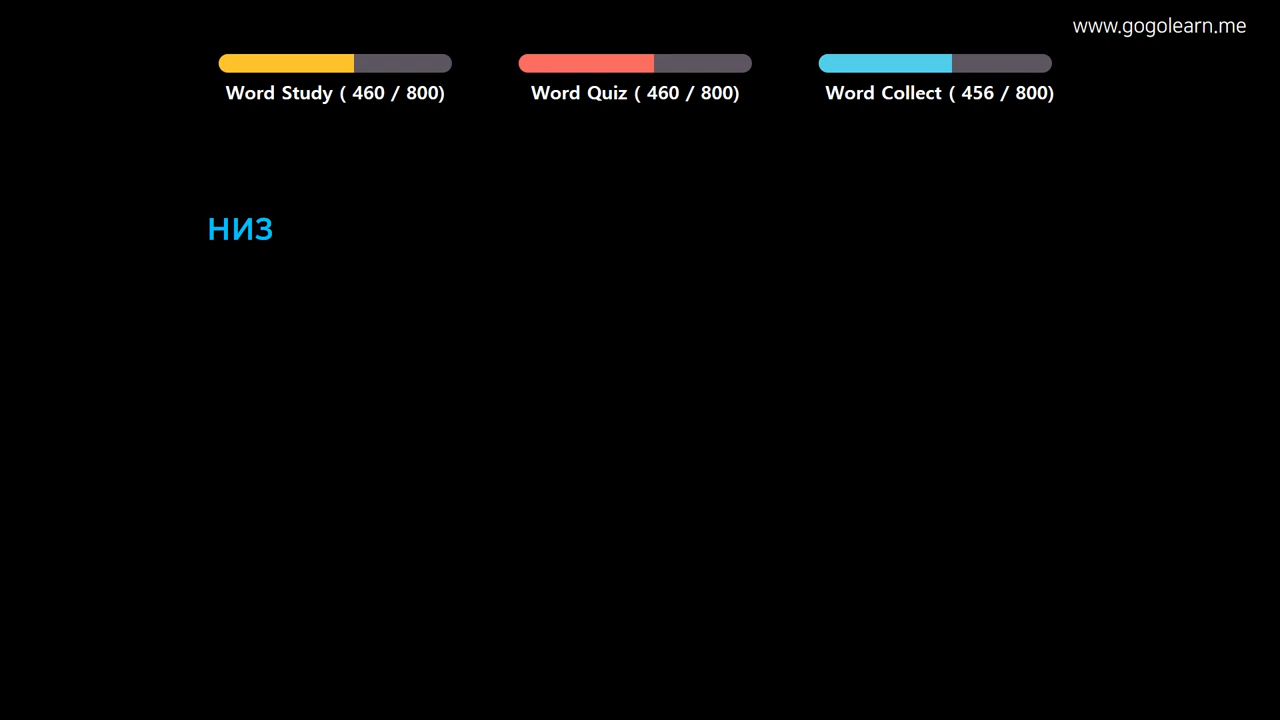 www.gogolearn.me
Word Study ( 460 / 800) Word Quiz ( 460 / 800) Word Collect ( 456 / 800)
низ